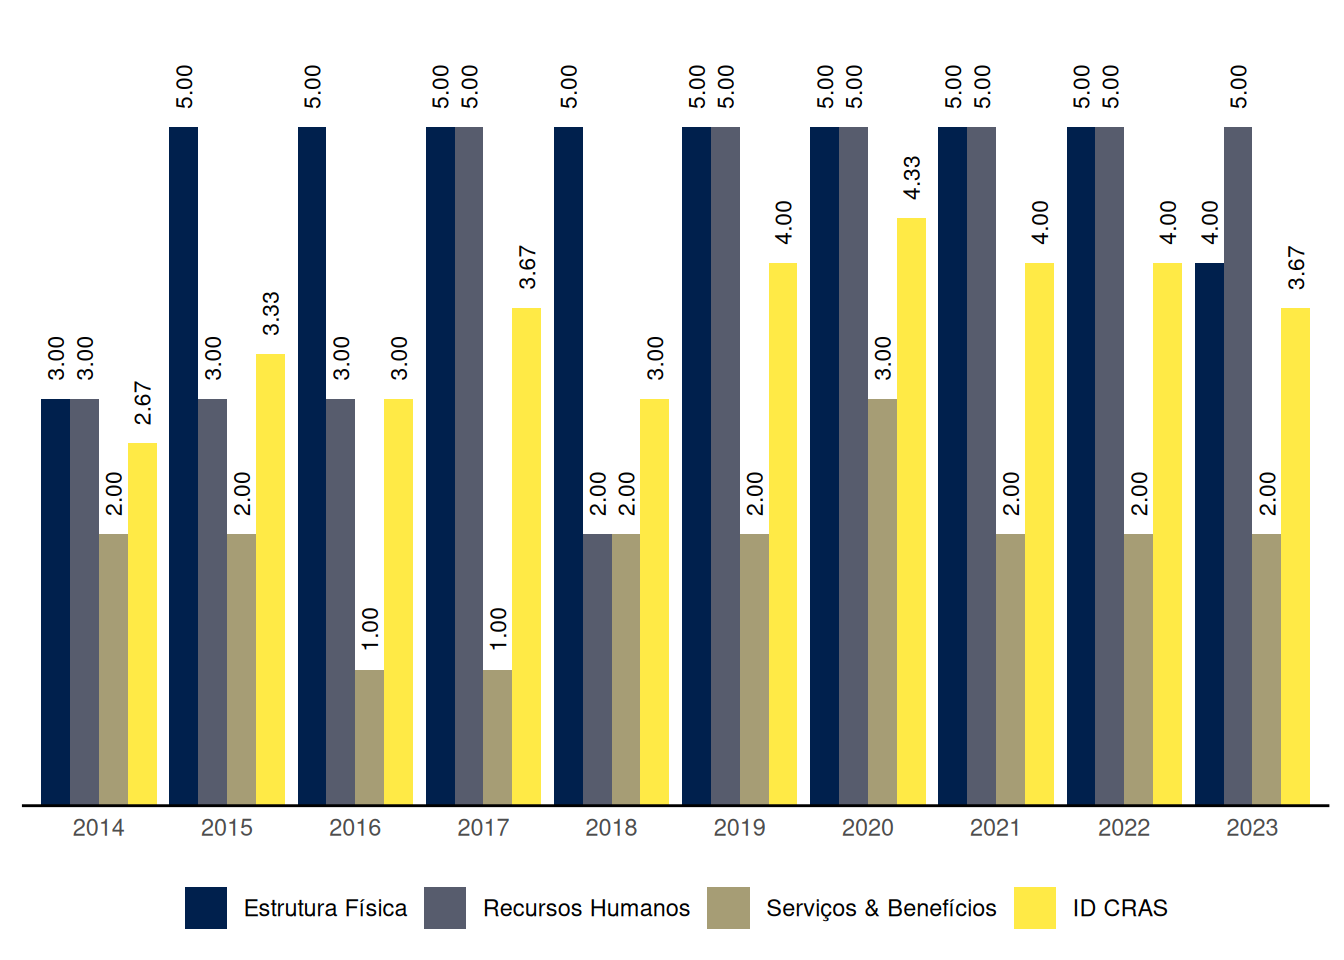 5.00 5.00 5.00 5.00 5.00 5.00 5.00 5.00 5.00 5.00 5.00 5.00 5.00 5.00
4.33
4.00 4.00 4.00 4.00
3.67 3.67
3.33
3.00 3.00 3.00 3.00 3.00 3.00 3.00
2.67
2.00 2.00 2.00 2.00 2.00 2.00 2.00 2.00
1.00 1.00
2014 2015 2016 2017 2018 2019 2020 2021 2022 2023
Estrutura Física Recursos Humanos Serviços & Benefícios ID CRAS